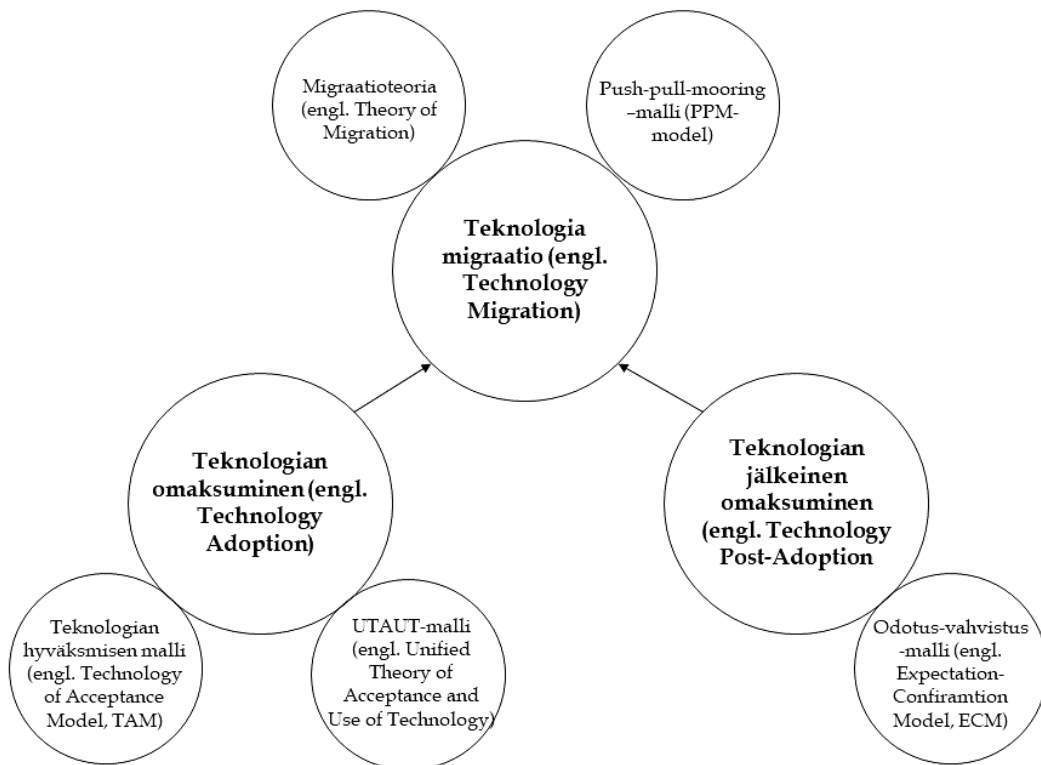 Migraatioteoria
(engl. Theory of
Migration)
Push-pull-mooring
–malli (PPM-
model)
Teknologia
migraatio (engl.
Technology
Migration)
Teknologian
omaksuminen (engl.
Technology
Adoption)
Teknologian
jälkeinen
omaksuminen
(engl. Technology
Post-Adoption
Teknologian
hyväksmisen malli
(engl. Technology
of Acceptance
Model, TAM)
UTAUT-malli
(engl. Unified
Theory of
Acceptance and
Use of Technology)
Odotus-vahvistus
-malli (engl.
Expectation-
Confiramtion
Model, ECM)